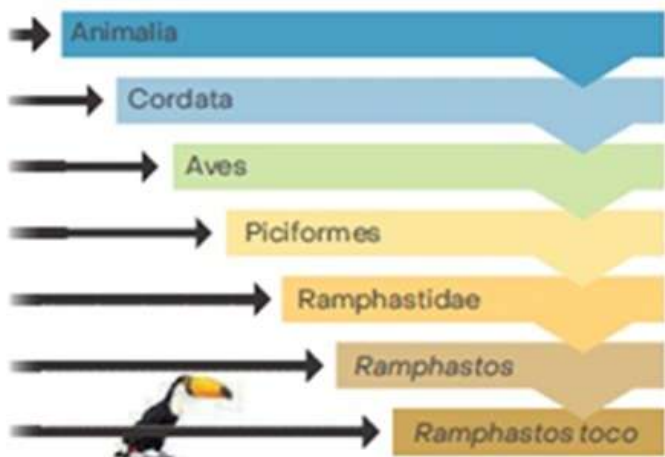 Animalia
Cordata
Aves
Piciformes
Ramphastidae
Ramphastos
Ramphastos toco